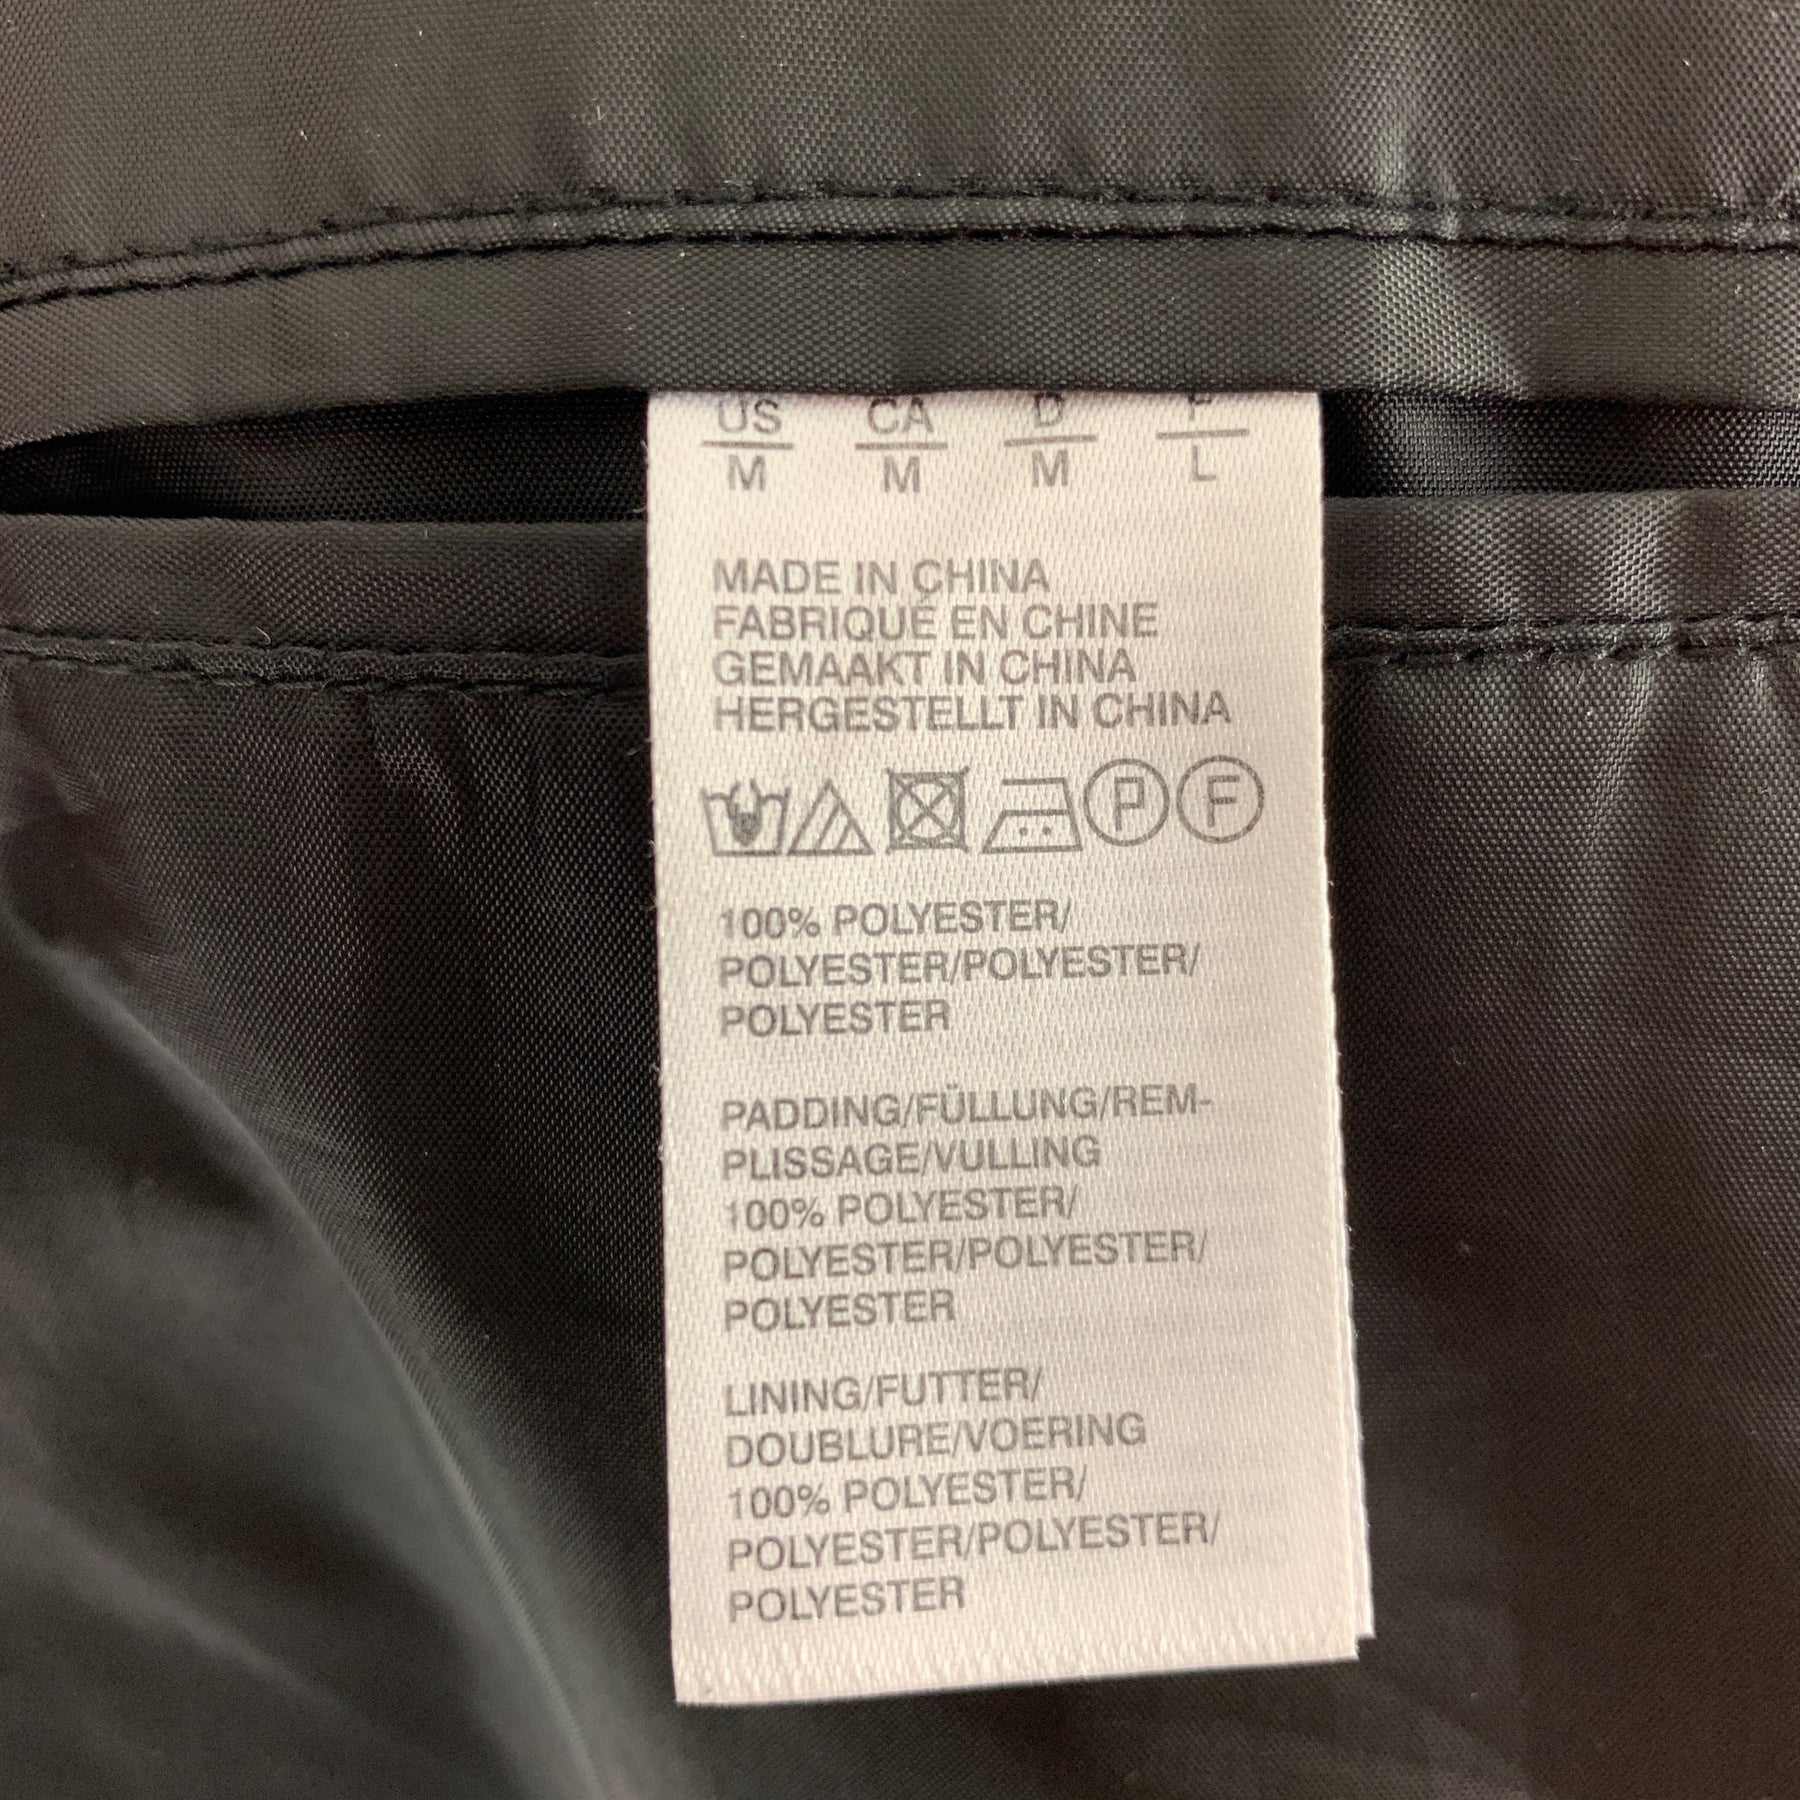 US CA D F
M M M L
MADE IN CHINA
FABRIQUÉ EN CHINE
GEMAAKT IN CHINA
HERGESTELLT IN CHINA
P F
100% POLYESTER/
POLYESTER/POLYESTER/
POLYESTER
PADDING/FÜLLUNG/REM-
PLISSAGE/VULLING
100% POLYESTER/
POLYESTER/POLYESTER/
POLYESTER
LINING/FUTTER/
DOUBLURE/VOERING
100% POLYESTER/
POLYESTER/POLYESTER/
POLYESTER